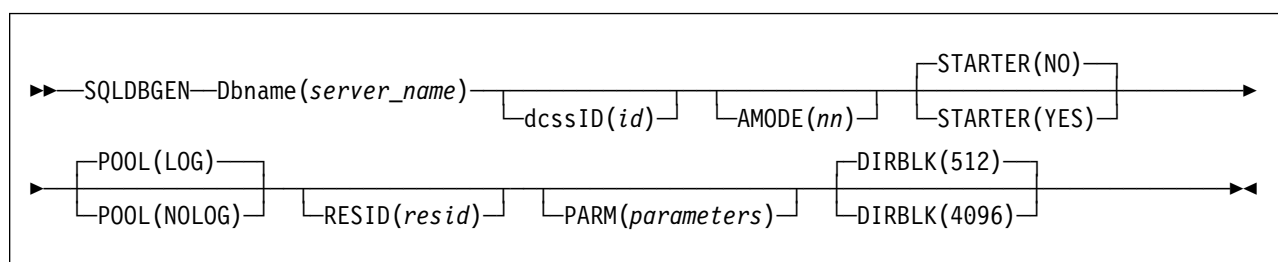 STARTER(NO)
SQLDBGEN Dbname(server_name)
dcssID(id) AMODE(nn) STARTER(YES)
POOL(LOG) DIRBLK(512)
POOL(NOLOG) RESID(resid) PARM(parameters) DIRBLK(4096)